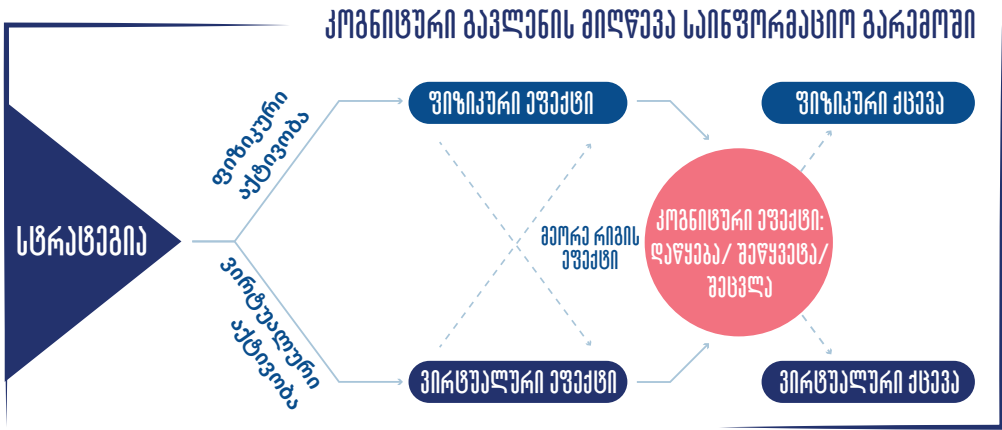 კოგნიტური გავლენის მიღწევა საინფორმაციო გარემოში
სტრატეგია
ფიზიკური
აქტივობა
ვირტუალური
აქტივობა
ფიზიკური ეფექტი
მეორე რიგის
ეფექტი
ვირტუალური ეფექტი
კოგნიტური ეფექტი:
დაწყება/ შეწყვეტა/
შეცვლა
ფიზიკური ქცევა
ვირტუალური ქცევა